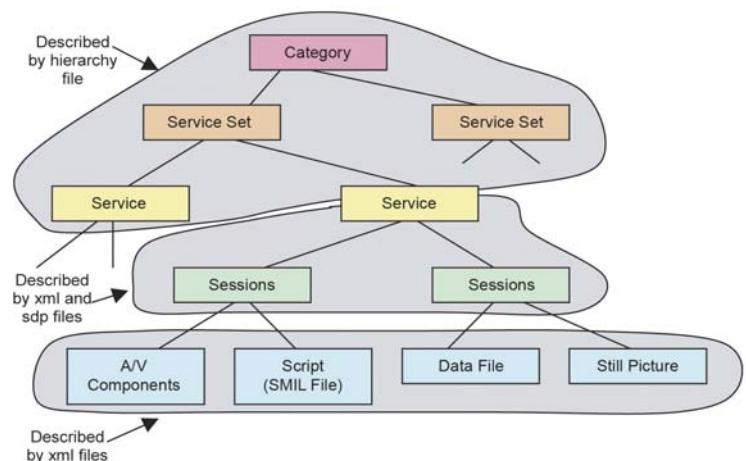 Described
by hierarchy
file
Category
Service Set
Service Set
Service
Service
Described
by xml and
sdp files
Sessions
Sessions
A/V
Components
Script
(SMIL File)
Data File
Still Picture
Described
by xml files